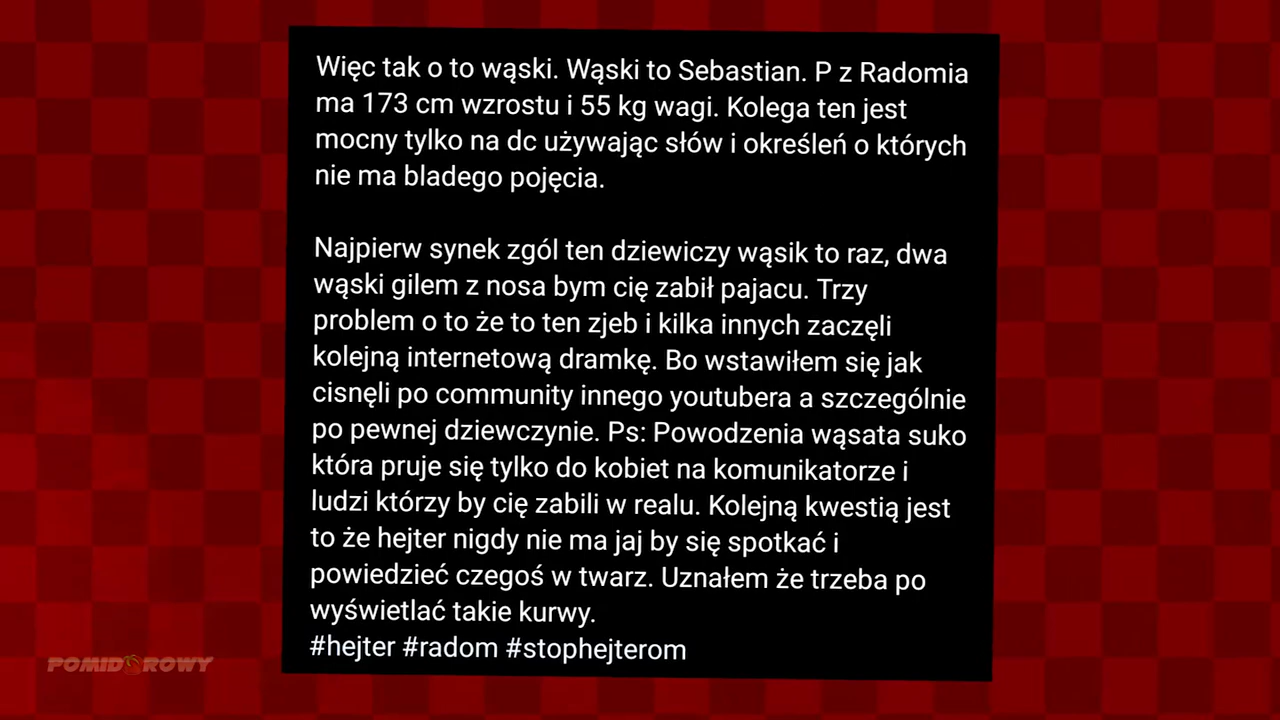 Więc tak o to wąski. Wąski to Sebastian. P z Radomia
ma 173 cm wzrostu i 55 kg wagi. Kolega ten jest
mocny tylko na dc używając słów i określeń o których
nie ma bladego pojęcia.
Najpierw synek zgól ten dziewiczy wąsik to raz, dwa
wąski gilem z nosa bym cię zabił pajacu. Trzy
problem o to że to ten zjeb i kilka innych zaczęli
kolejną internetową dramkę. Bo wstawiłem się jak
cisnęli po community innego youtubera a szczególnie
po pewnej dziewczynie. Ps: Powodzenia wąsata suko
która pruje się tylko do kobiet na komunikatorze i
ludzi którzy by cię zabili w realu. Kolejną kwestią jest
to że hejter nigdy nie ma jaj by się spotkać i
powiedzieć czegoś w twarz. Uznałem że trzeba po
wyświetlać takie kurwy.
#hejter #radom #stophejterom
POMIDOROWY